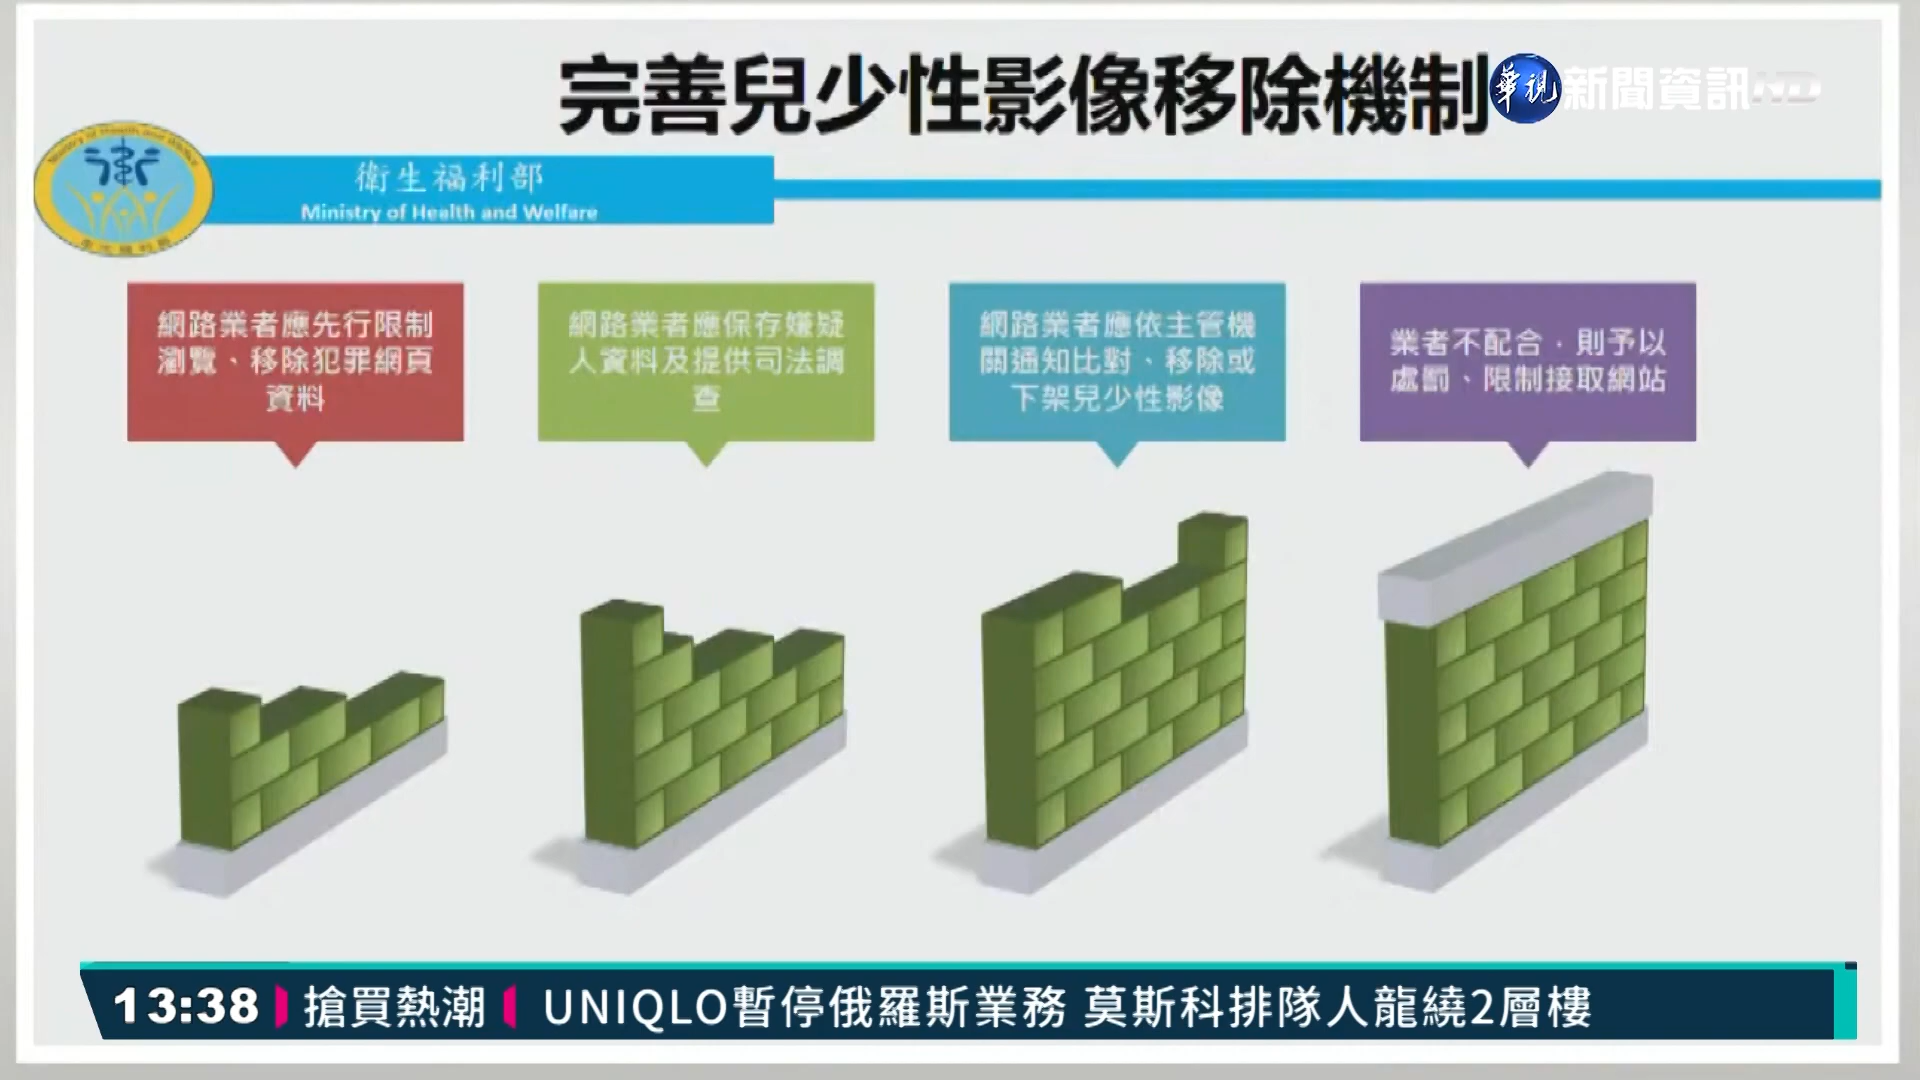 完善兒少性影像移除機制
華視 新聞資訊HD
衛生福利部
Ministry of Health and Welfare
網路業者應先行限制
瀏覽、移除犯罪網頁
資料
網路業者應保存嫌疑
人資料及提供司法調
查
網路業者應依主管機
關通知比對、移除或
下架兒少性影像
業者不配合，則予以
處罰、限制接取網站
13:38 搶買熱潮 UNIQLO暫停俄羅斯業務 莫斯科排隊人龍繞2層樓